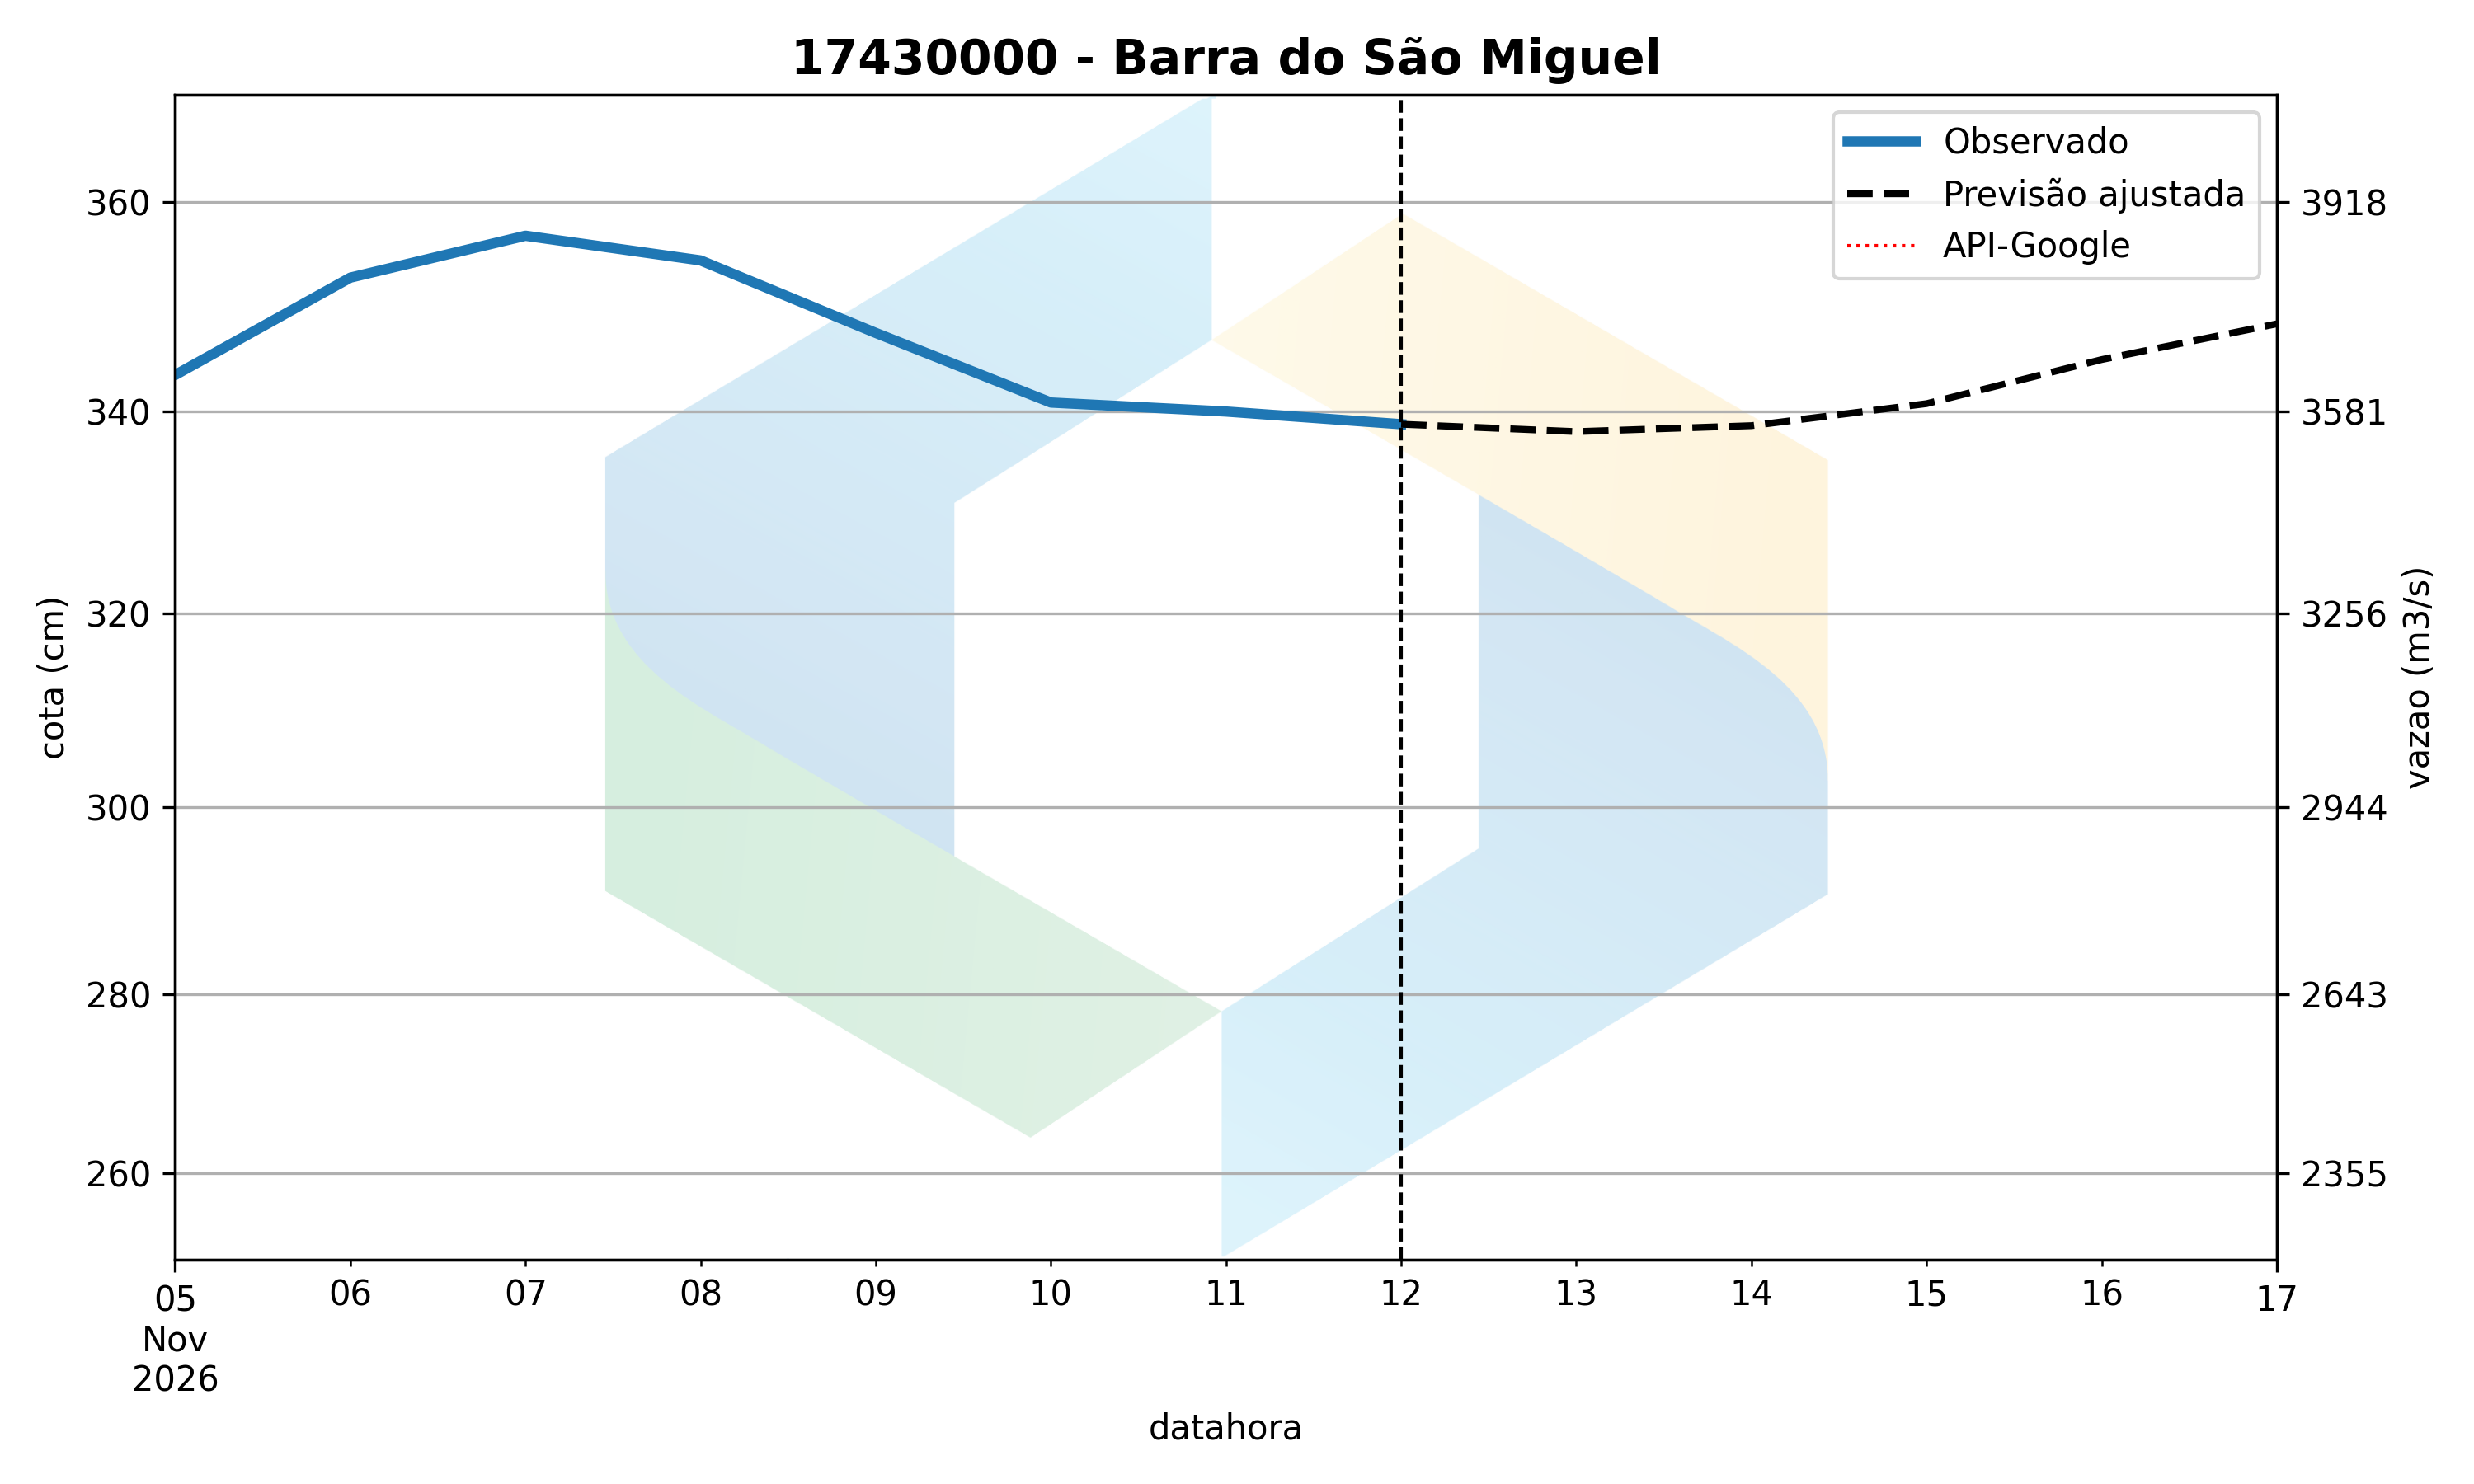 17430000 - Barra do São Miguel
Observado
Previsão ajustada
API-Google
360
340
320
300
280
260
cota (cm)
3918
3581
3256
2944
2643
2355
vazao (m3/s)
05 06 07 08 09 10 11 12 13 14 15 16 17
Nov
2026
datahora